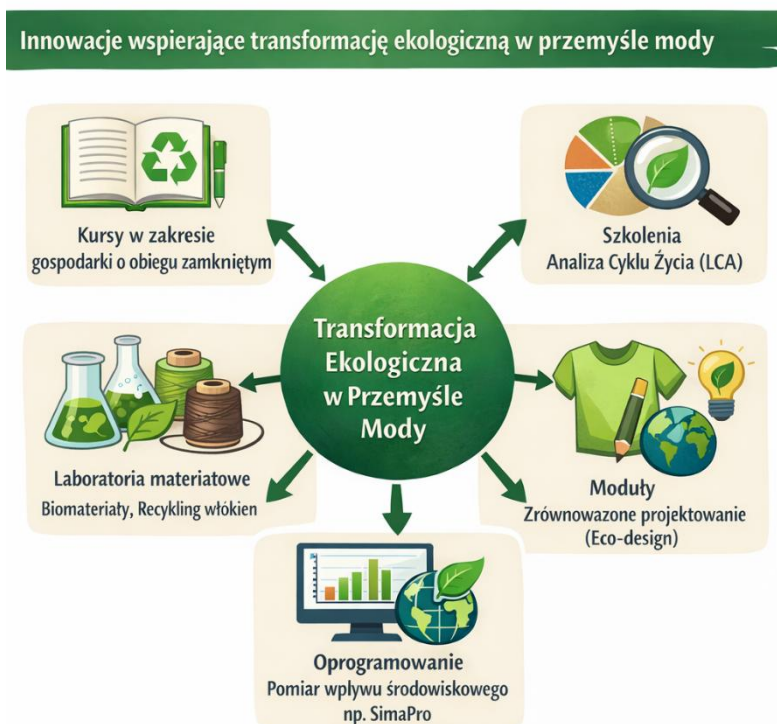 Innowacje wspierające transformację ekologiczną w przemyśle mody
Kursy w zakresie
gospodarki o obiegu zamkniętym
Szkolenia
Analiza Cyklu Życia (LCA)
Transformacja
Ekologiczna
w Przemyśle
Mody
Laboratoria materiatowe
Biomateriaty, Recykling włókien
Moduły
Zrównowazone projektowanie
(Eco-design)
Oprogramowanie
Pomiar wpływu środowiskowego
np. SimaPro